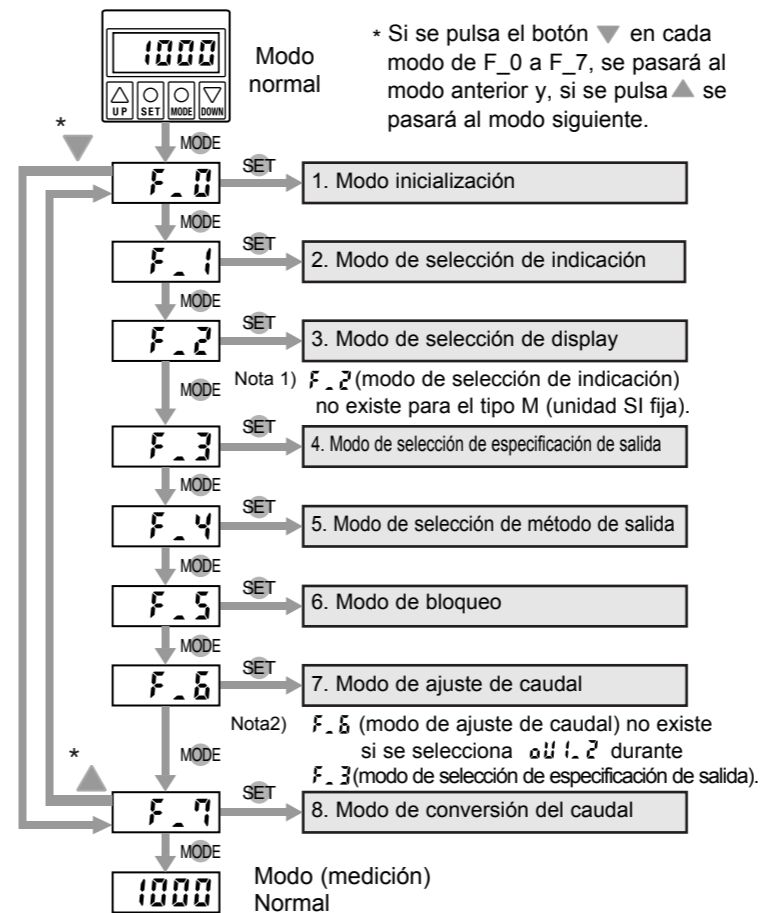 1000
UP SET MODE DOWN
Modo
normal
* Si se pulsa el botón ▼ en cada
modo de F_0 a F_7, se pasará al
modo anterior y, si se pulsa ▲ se
pasará al modo siguiente.
*
MODE
F_0 SET 1. Modo inicialización
MODE
F_1 SET 2. Modo de selección de indicación
MODE
F_2 SET 3. Modo de selección de display
MODE
Nota 1) F_2 (modo de selección de indicación)
no existe para el tipo M (unidad SI fija).
F_3 SET 4. Modo de selección de especificación de salida
MODE
F_4 SET 5. Modo de selección de método de salida
MODE
F_5 SET 6. Modo de bloqueo
MODE
F_6 SET 7. Modo de ajuste de caudal
Nota2) F_6 (modo de ajuste de caudal) no existe
si se selecciona oU1_2 durante
F_3 (modo de selección de especificación de salida).
*
MODE
F_7 SET 8. Modo de conversión del caudal
MODE
1000
Modo (medición)
Normal